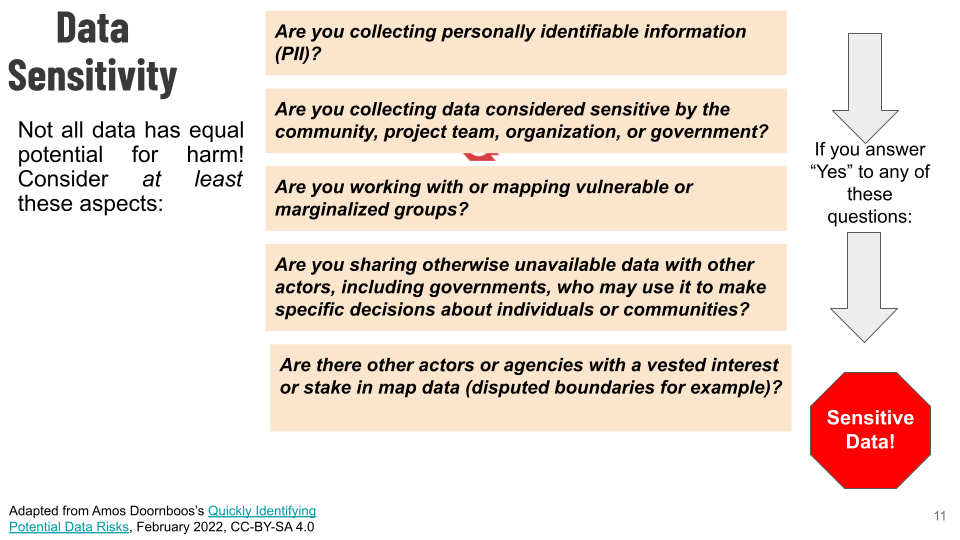 Data
Sensitivity
Not all data has equal
potential for harm!
Consider at least
these aspects:
Are you collecting personally identifiable information
(PII)?
Are you collecting data considered sensitive by the
community, project team, organization, or government?
Are you working with or mapping vulnerable or
marginalized groups?
Are you sharing otherwise unavailable data with other
actors, including governments, who may use it to make
specific decisions about individuals or communities?
Are there other actors or agencies with a vested interest
or stake in map data (disputed boundaries for example)?
If you answer
“Yes” to any of
these
questions:
Sensitive
Data!
Adapted from Amos Doornboos’s Quickly Identifying
Potential Data Risks, February 2022, CC-BY-SA 4.0
11